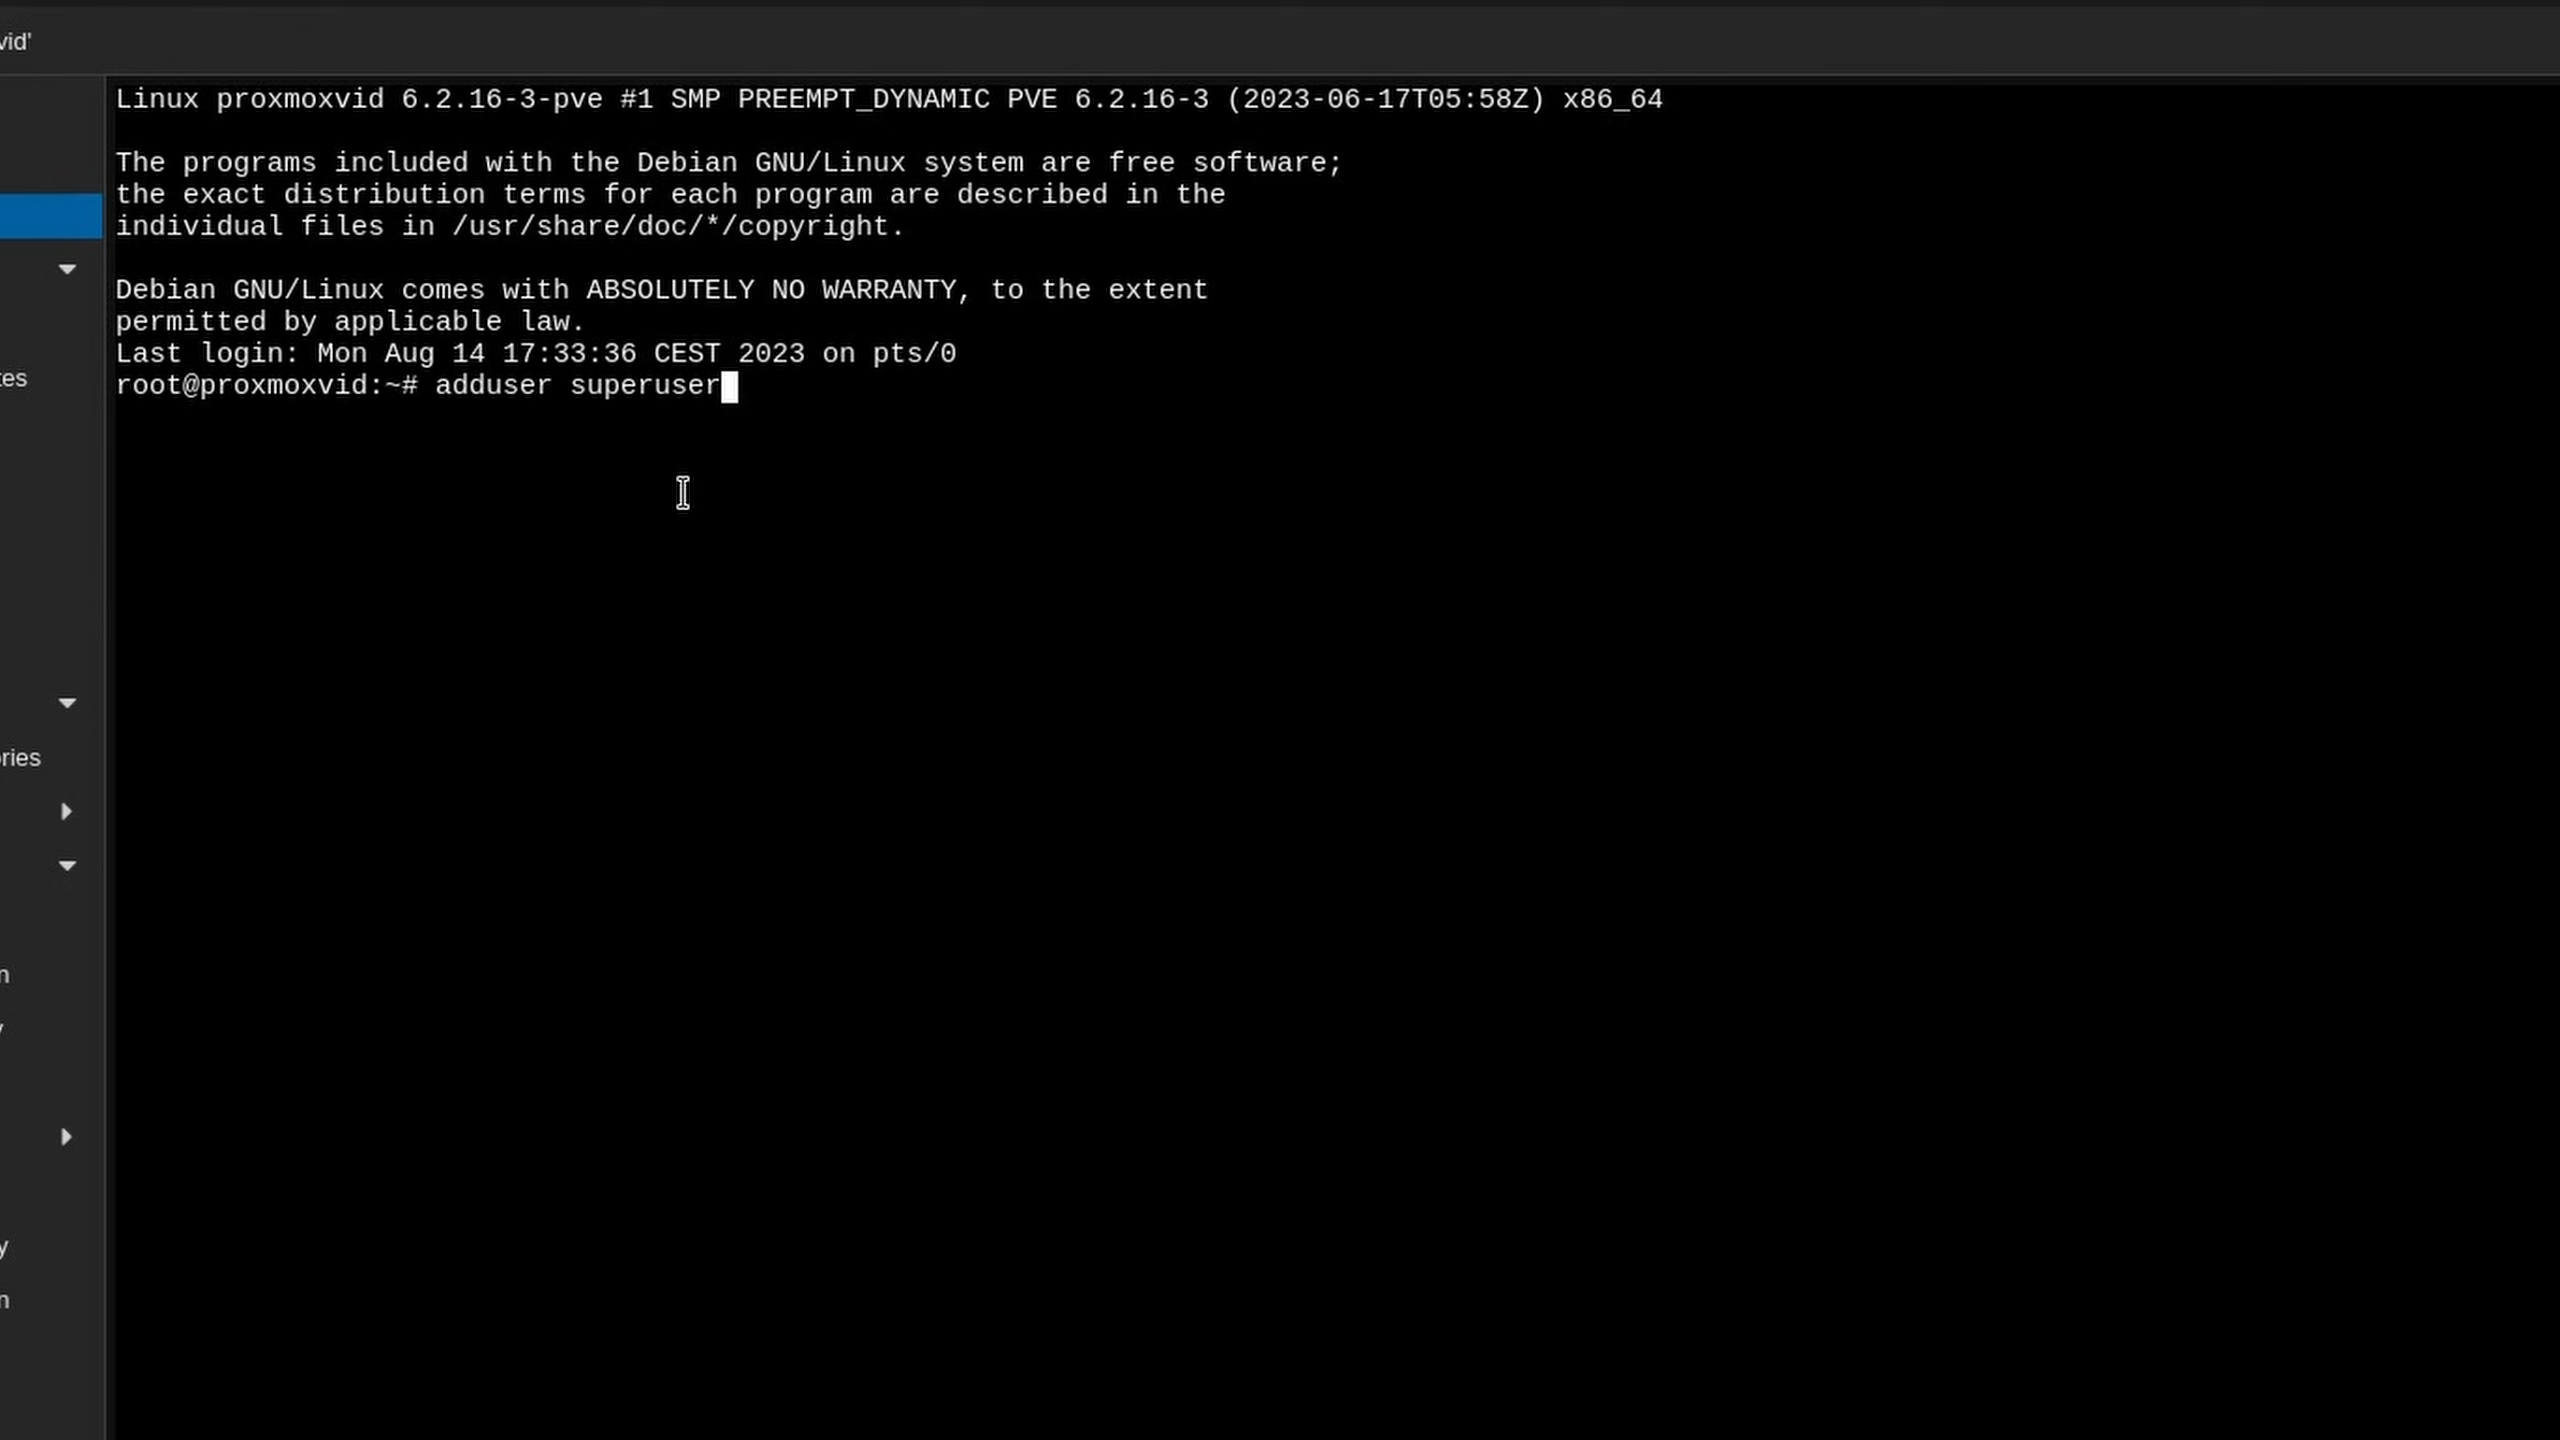 vid'
Linux proxmoxvid 6.2.16-3-pve #1 SMP PREEMPT_DYNAMIC PVE 6.2.16-3 (2023-06-17T05:58Z) x86_64
The programs included with the Debian GNU/Linux system are free software;
the exact distribution terms for each program are described in the
individual files in /usr/share/doc/*/copyright.
Debian GNU/Linux comes with ABSOLUTELY NO WARRANTY, to the extent
permitted by applicable law.
Last login: Mon Aug 14 17:33:36 CEST 2023 on pts/0
root@proxmoxvid:~# adduser superuser
tes
ries
n
y
y
n